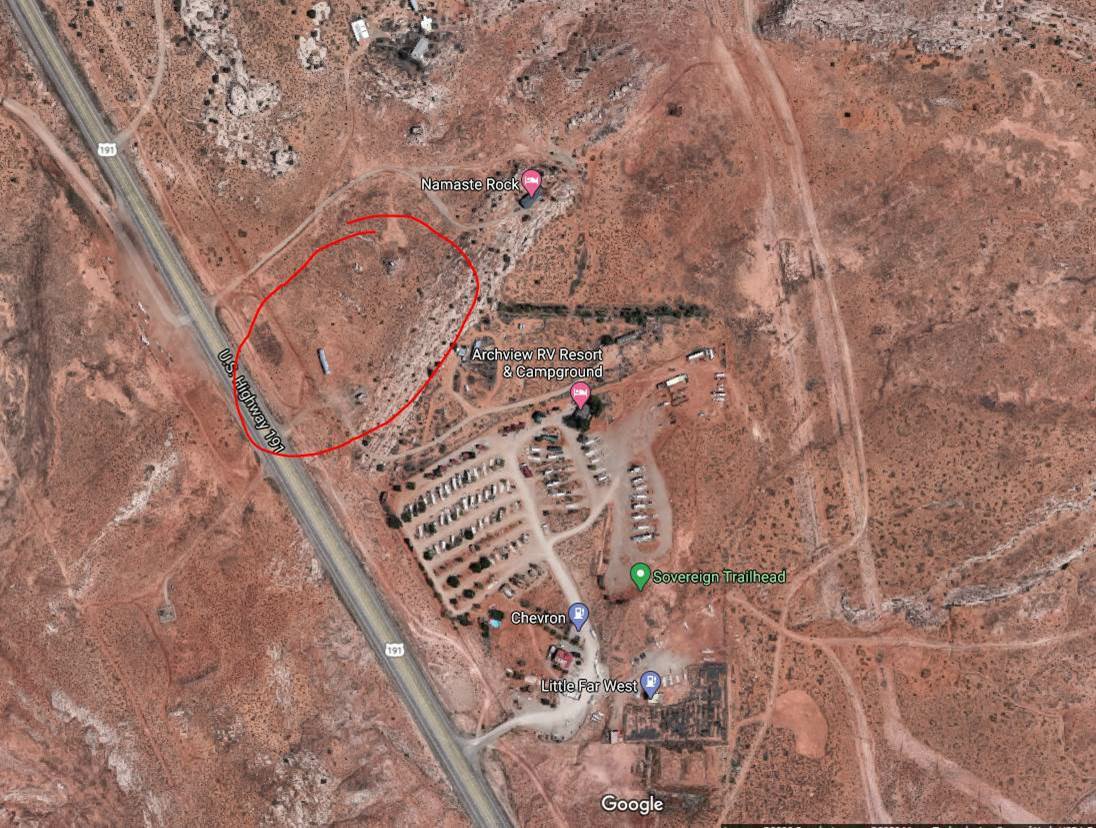 191
Namaste Rock
U.S. Highway 191
Archview RV Resort
& Campground
Sovereign Trailhead
Chevron
191
Little Far West
Google